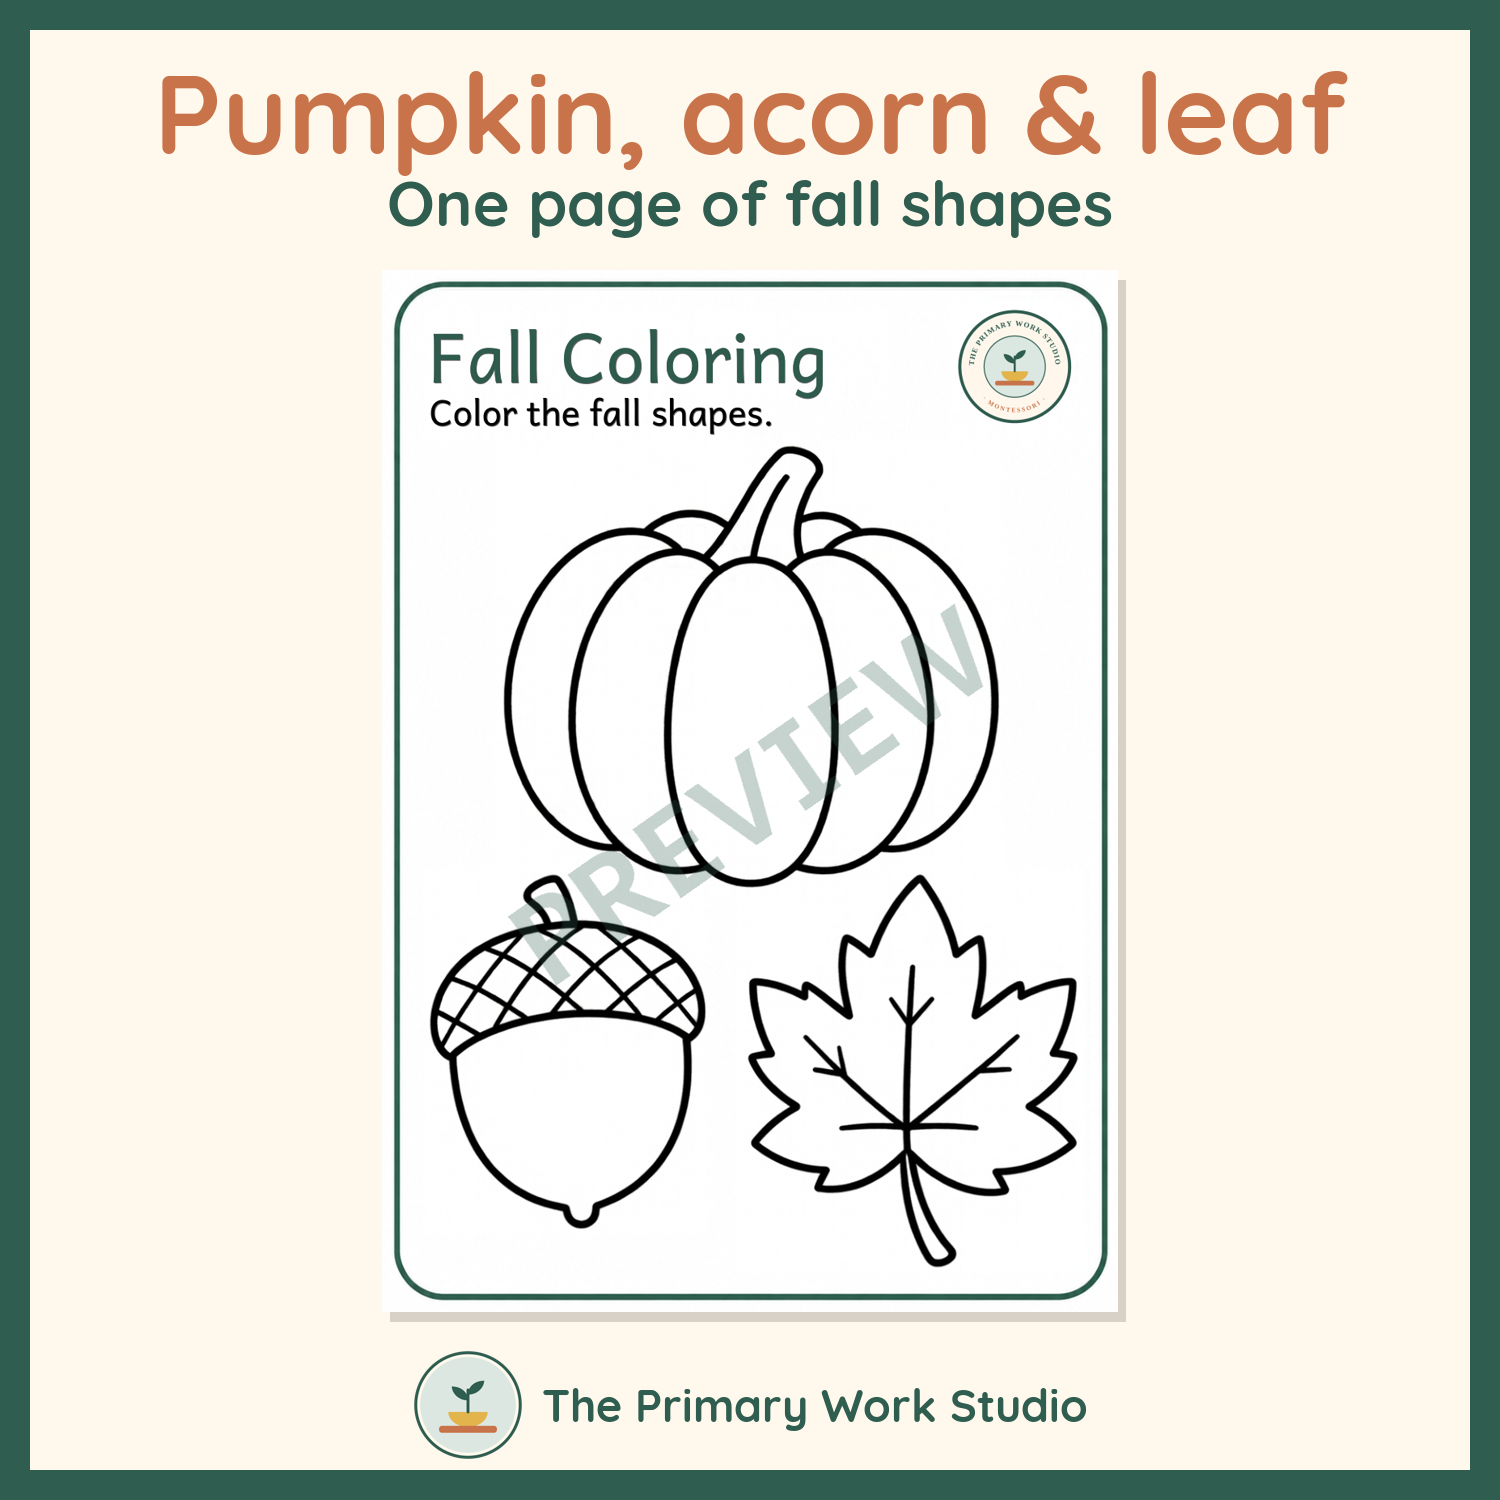 Pumpkin, acorn & leaf
One page of fall shapes
Fall Coloring
THE PRIMARY WORK STUDIO
· MONTESSORI ·
Color the fall shapes.
PREVIEW
The Primary Work Studio